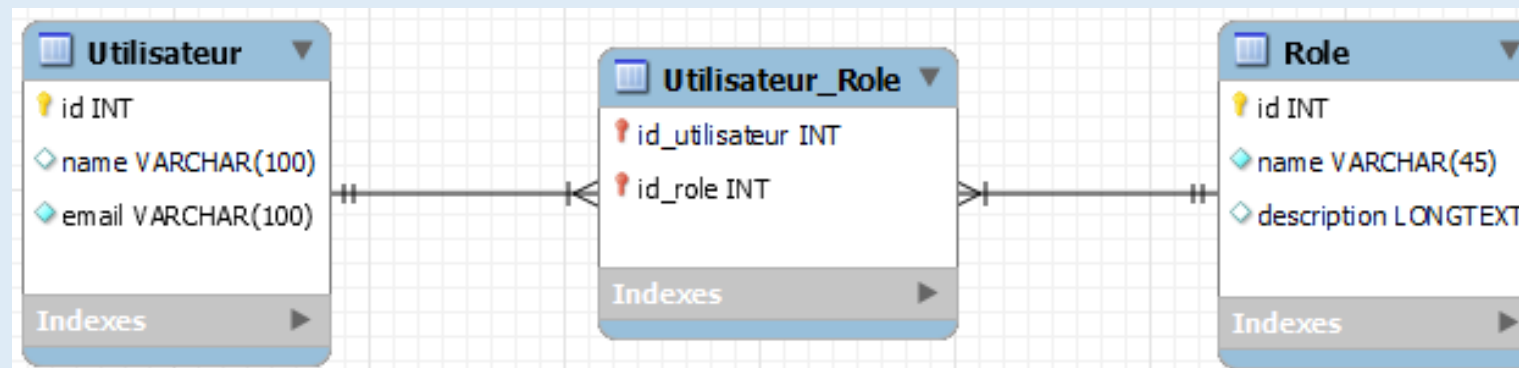 Utilisateur
id INT
name VARCHAR(100)
email VARCHAR(100)
Indexes
Utilisateur_Role
id_utilisateur INT
id_role INT
Indexes
Role
id INT
name VARCHAR(45)
description LONGTEXT
Indexes